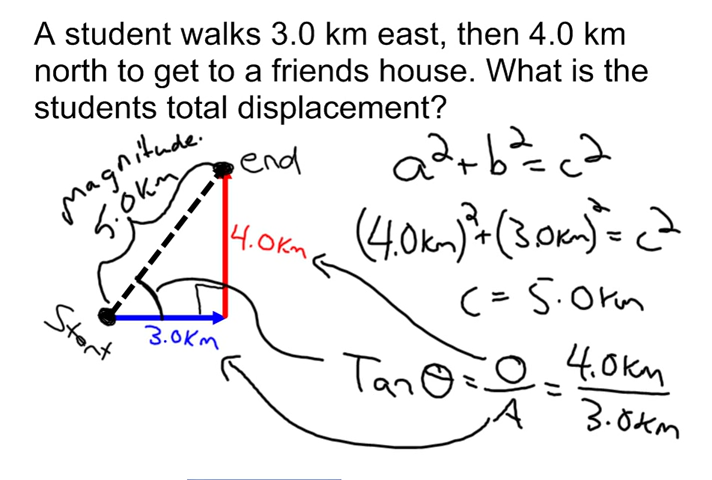 A student walks 3.0 km east, then 4.0 km
north to get to a friends house. What is the
students total displacement?
magnitude.
5.0km
end
4.0km
Start
3.0km
a²+b²=c²
(4.0km)²+(3.0km)²=c²
c = 5.0km
Tanθ = O/A = 4.0km/3.0km